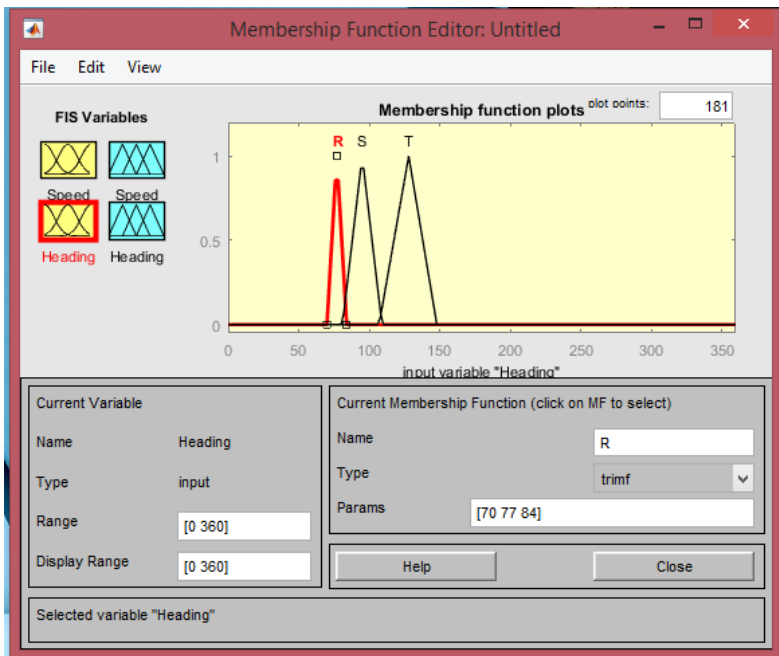 Membership Function Editor: Untitled
File Edit View
FIS Variables
Membership function plots plot points: 181
R S T
1
Speed Speed
0.5
Heading Heading
0
0 50 100 150 200 250 300 350
input variable "Heading"
Current Variable
Name Heading
Type input
Range [0 360]
Display Range [0 360]
Current Membership Function (click on MF to select)
Name R
Type trimf
Params [70 77 84]
Help Close
Selected variable "Heading"